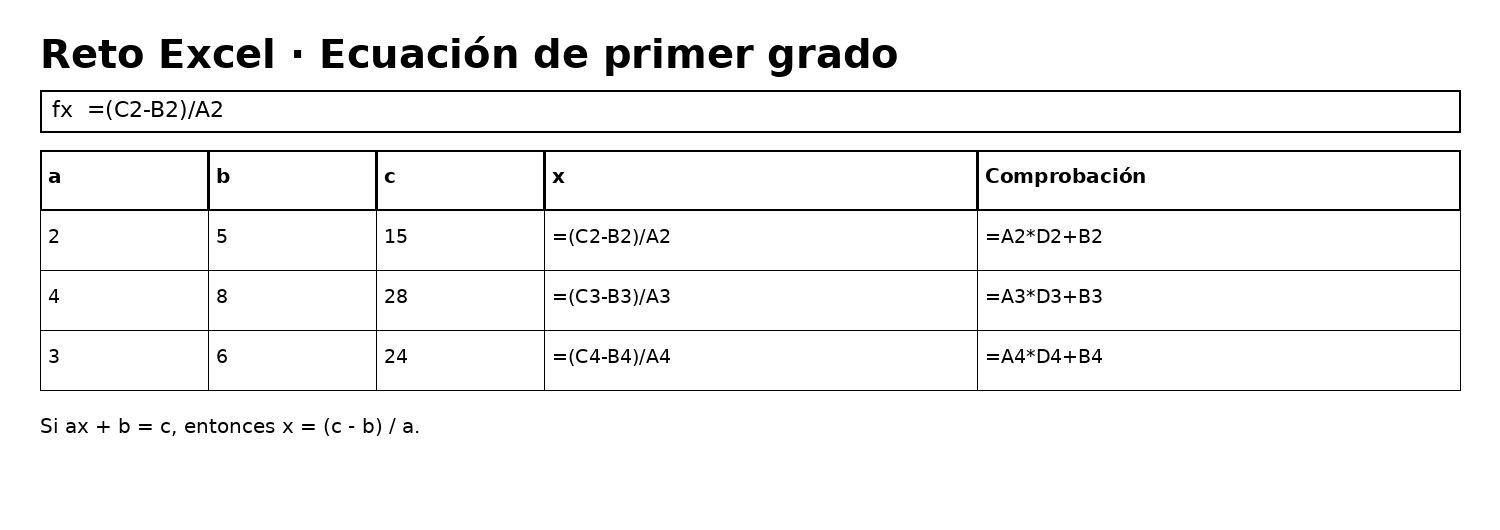 Reto Excel · Ecuación de primer grado
fx =(C2-B2)/A2
a b c x Comprobación
2 5 15 =(C2-B2)/A2 =A2*D2+B2
4 8 28 =(C3-B3)/A3 =A3*D3+B3
3 6 24 =(C4-B4)/A4 =A4*D4+B4
Si ax + b = c, entonces x = (c - b) / a.